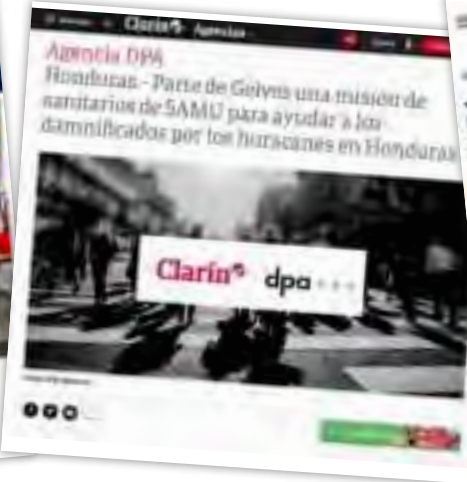 Clarín Agencias
Agencia DPA
Honduras - Parte de Gelves una misión de
sanitarios de SAMU para ayudar a los
damnificados por los huracanes en Honduras
Clarín dpa